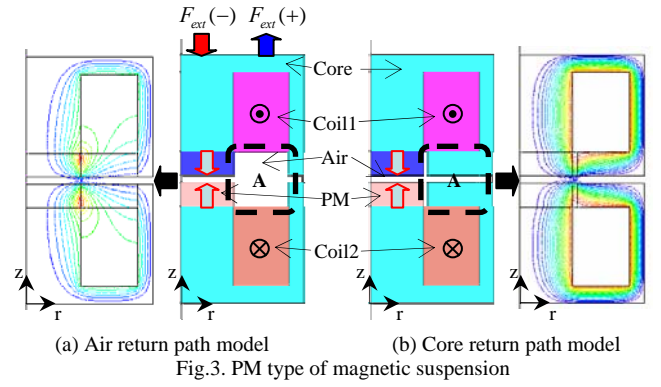 F_ext(−) F_ext(+)
Core
Coil1
Air
A A
PM
Coil2
z z z z
r r r r
(a) Air return path model (b) Core return path model
Fig.3. PM type of magnetic suspension